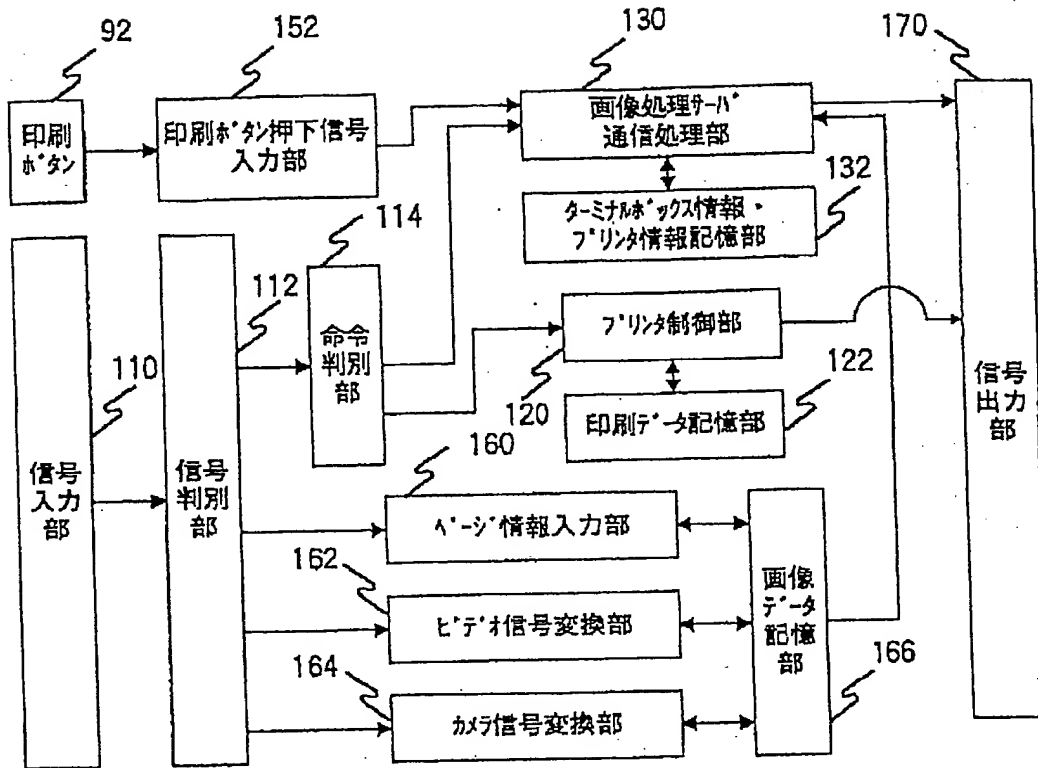 92
152
130
170
印刷
ボタン
印刷ボタン押下信号
入力部
画像処理サーバ
通信処理部
132
ターミナルボックス情報・
プリンタ情報記憶部
114
112
命令
判別
部
プリンタ制御部
120
122
印刷データ記憶部
110
信号
入力
部
信号
判別
部
160
ページ情報入力部
162
ビデオ信号変換部
164
カメラ信号変換部
画像
データ
記憶
部
166
信号
出力
部